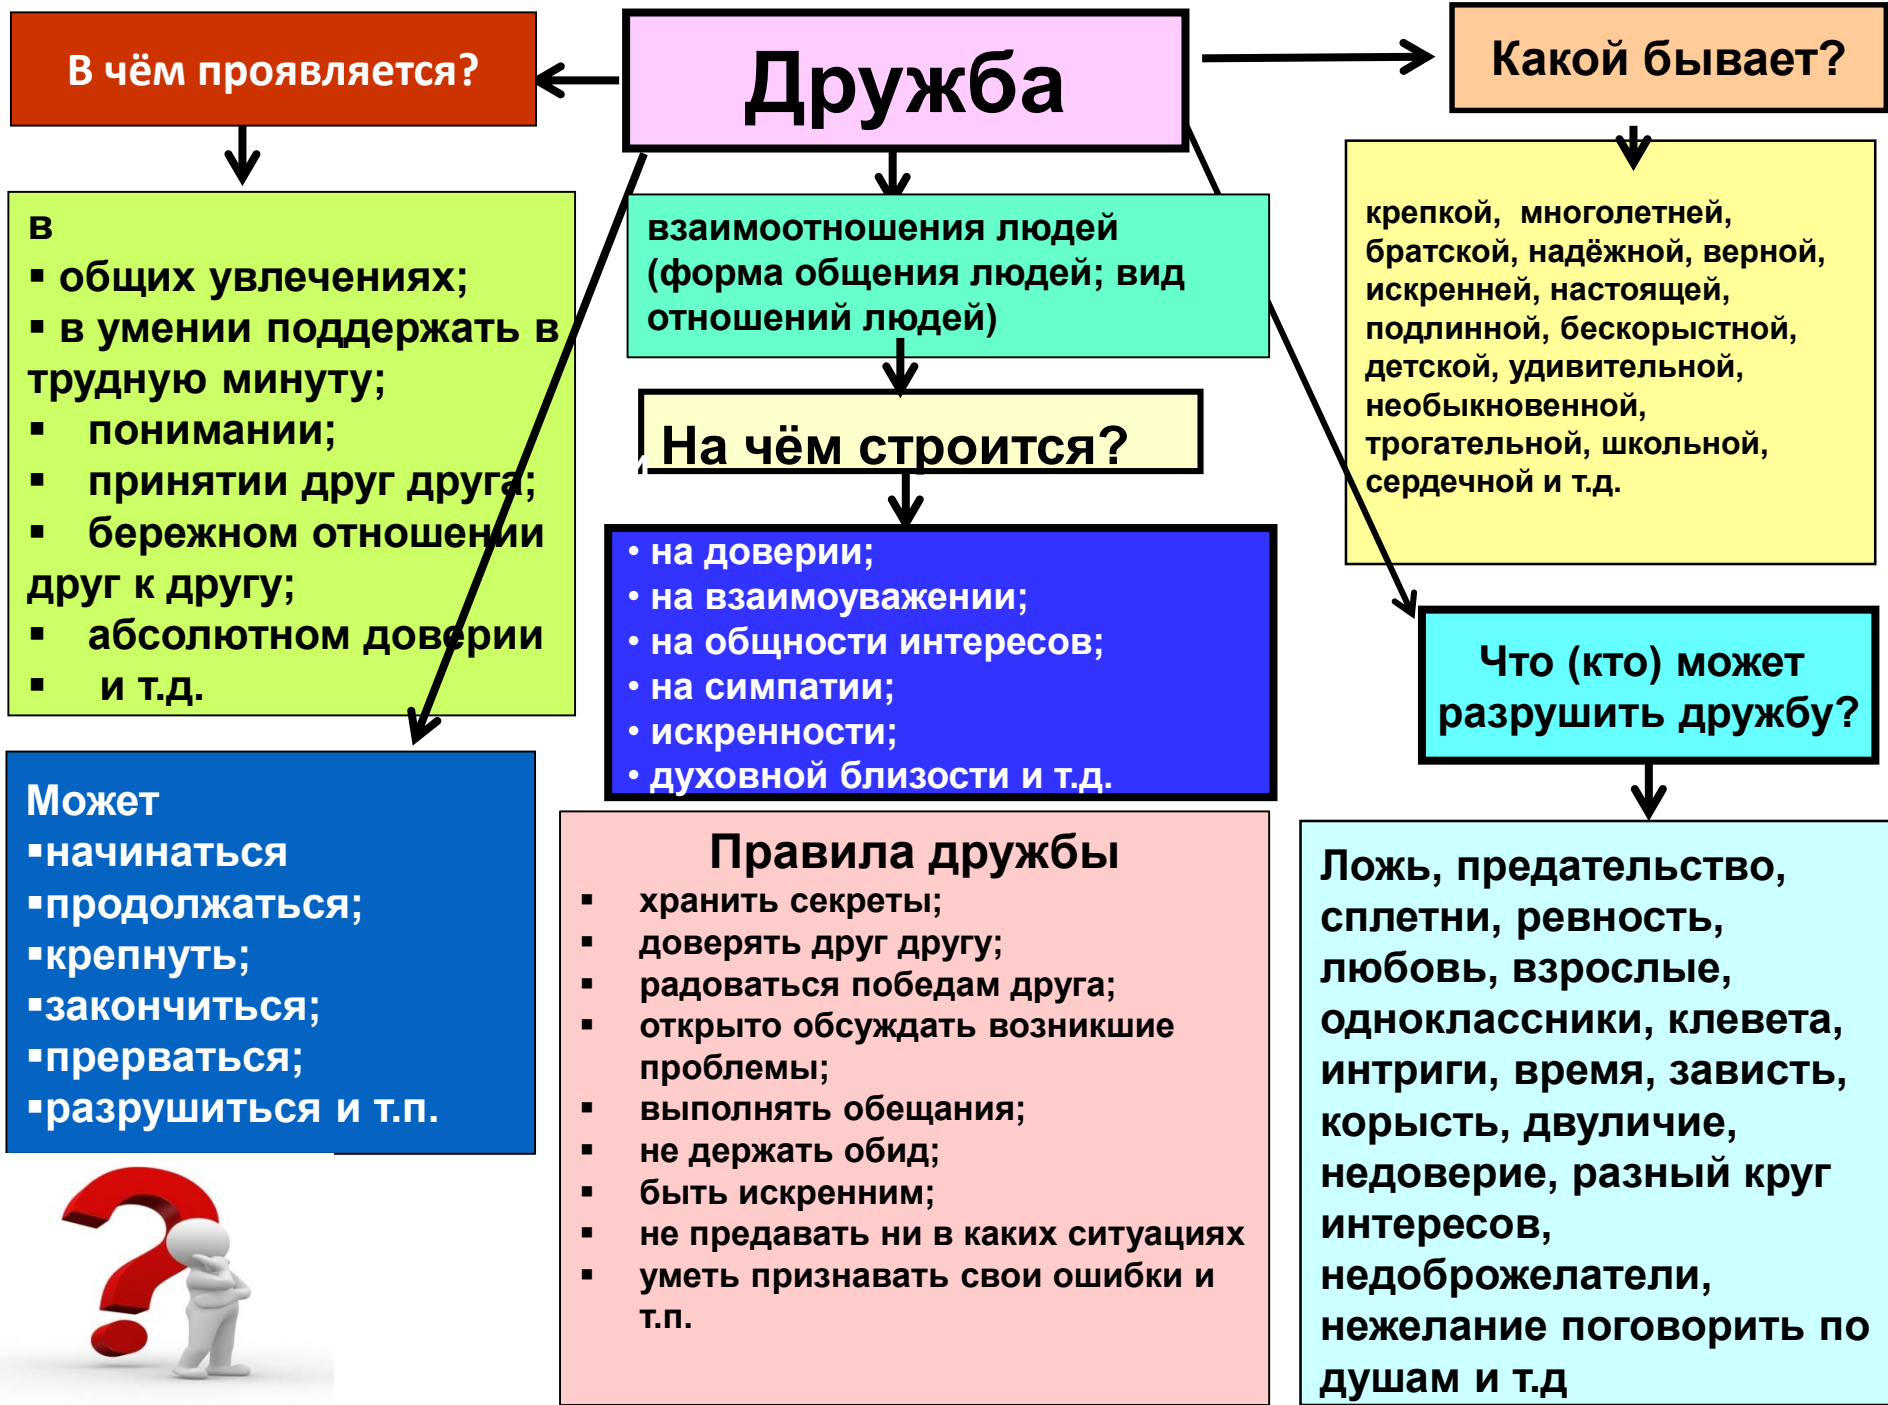 Дружба
В чём проявляется?
в
▪ общих увлечениях;
▪ в умении поддержать в
трудную минуту;
▪ понимании;
▪ принятии друг друга;
▪ бережном отношении
друг к другу;
▪ абсолютном доверии
▪ и т.д.
Может
▪начинаться
▪продолжаться;
▪крепнуть;
▪закончиться;
▪прерваться;
▪разрушиться и т.п.
взаимоотношения людей
(форма общения людей; вид
отношений людей)
На чём строится?
• на доверии;
• на взаимоуважении;
• на общности интересов;
• на симпатии;
• искренности;
• духовной близости и т.д.
Правила дружбы
▪ хранить секреты;
▪ доверять друг другу;
▪ радоваться победам друга;
▪ открыто обсуждать возникшие
проблемы;
▪ выполнять обещания;
▪ не держать обид;
▪ быть искренним;
▪ не предавать ни в каких ситуациях
▪ уметь признавать свои ошибки и
т.п.
Какой бывает?
крепкой, многолетней,
братской, надёжной, верной,
искренней, настоящей,
подлинной, бескорыстной,
детской, удивительной,
необыкновенной,
трогательной, школьной,
сердечной и т.д.
Что (кто) может
разрушить дружбу?
Ложь, предательство,
сплетни, ревность,
любовь, взрослые,
одноклассники, клевета,
интриги, время, зависть,
корысть, двуличие,
недоверие, разный круг
интересов,
недоброжелатели,
нежелание поговорить по
душам и т.д